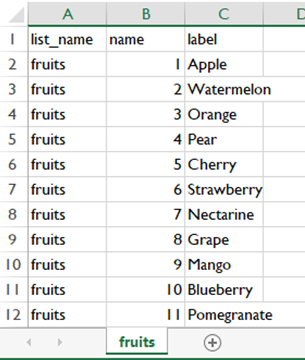 A B C D
1 list_name name label
2 fruits 1 Apple
3 fruits 2 Watermelon
4 fruits 3 Orange
5 fruits 4 Pear
6 fruits 5 Cherry
7 fruits 6 Strawberry
8 fruits 7 Nectarine
9 fruits 8 Grape
10 fruits 9 Mango
11 fruits 10 Blueberry
12 fruits 11 Pomegranate
fruits